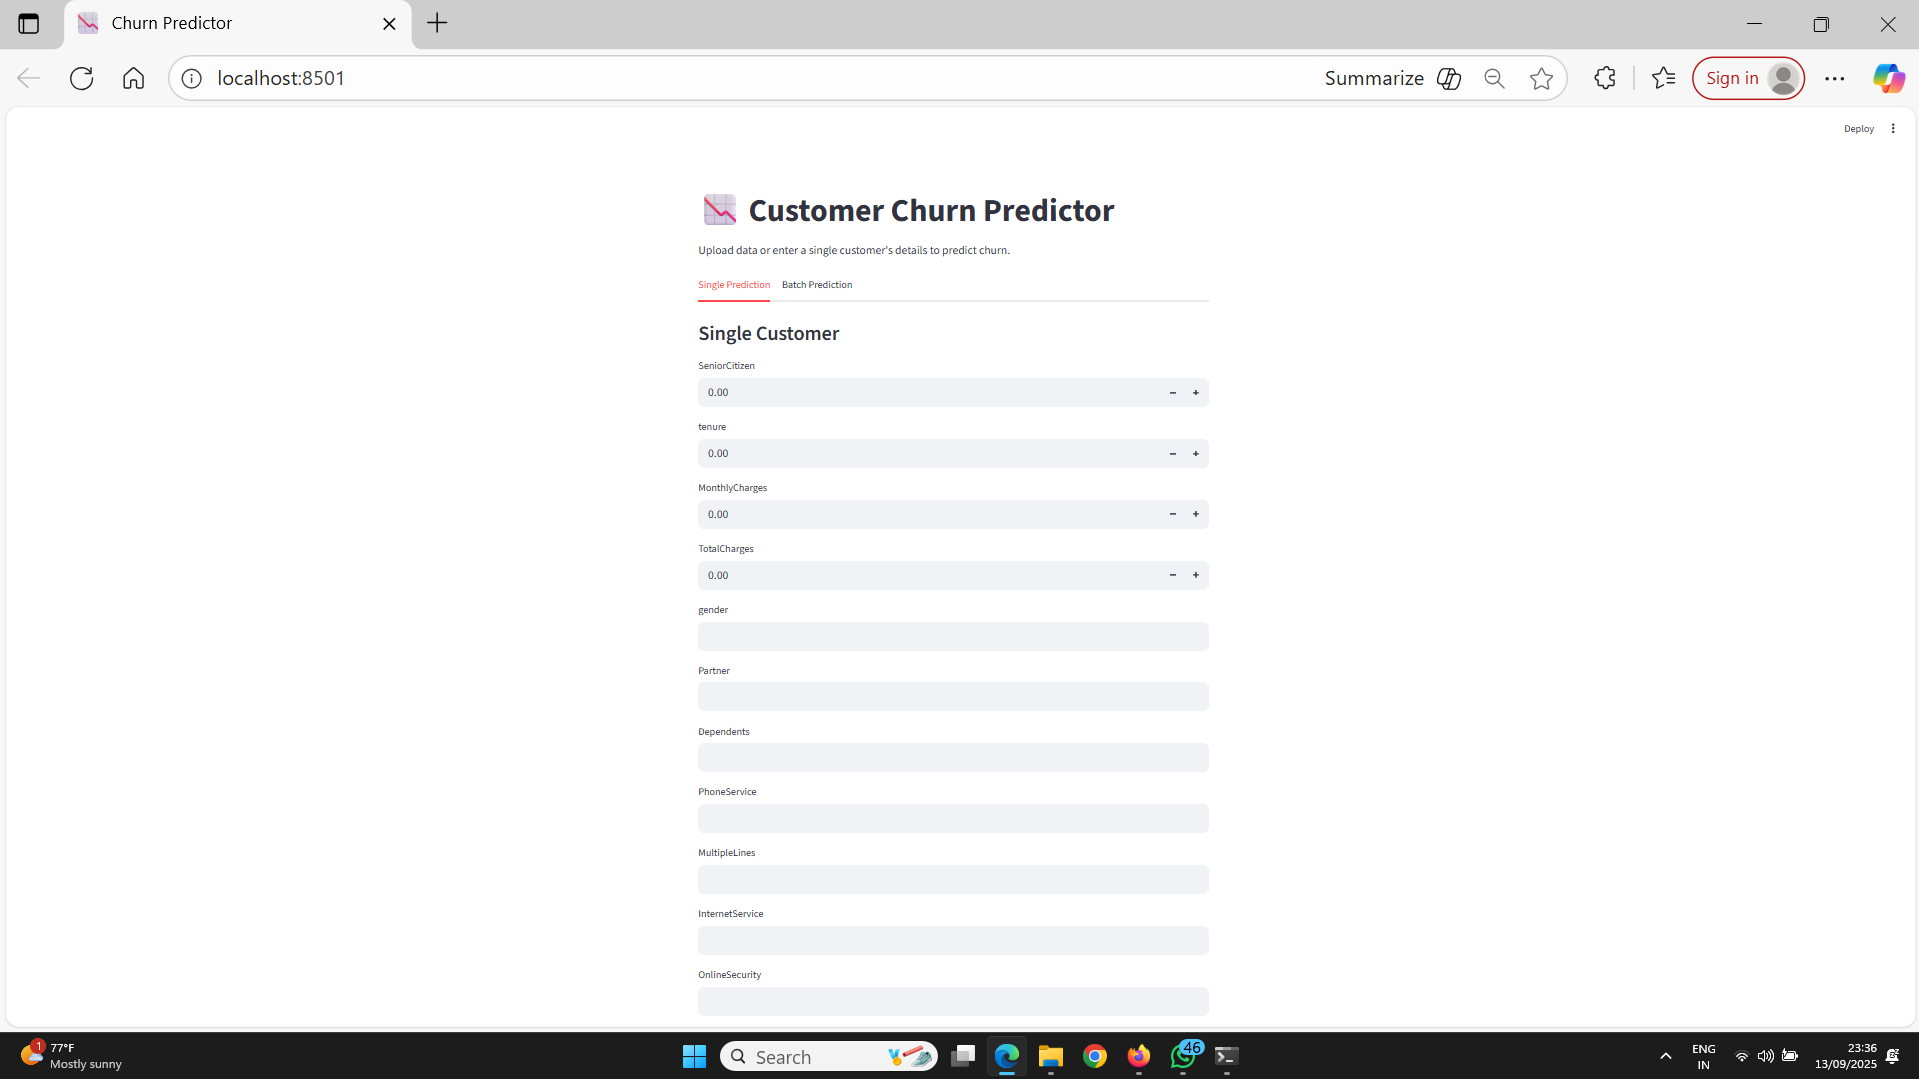 Churn Predictor
localhost:8501
Summarize
Sign in
Deploy
Customer Churn Predictor
Upload data or enter a single customer's details to predict churn.
Single Prediction Batch Prediction
Single Customer
SeniorCitizen
0.00
tenure
0.00
MonthlyCharges
0.00
TotalCharges
0.00
gender
Partner
Dependents
PhoneService
MultipleLines
InternetService
OnlineSecurity
1
77°F
Mostly sunny
Search
46
ENG
IN
23:36
13/09/2025